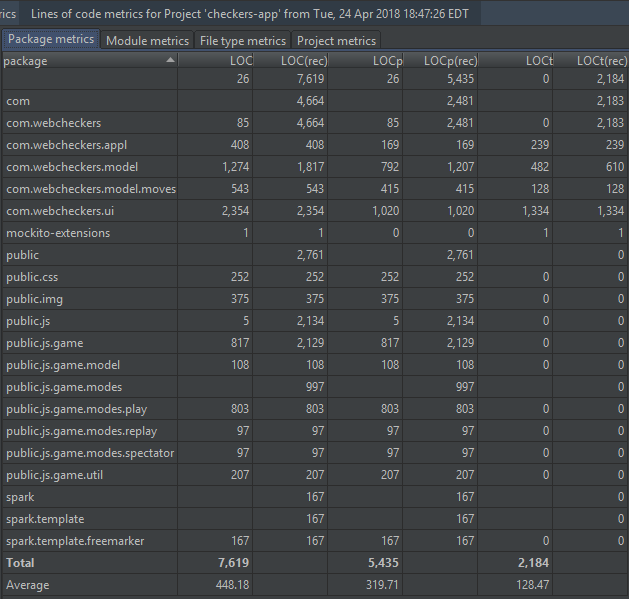 rics Lines of code metrics for Project 'checkers-app' from Tue, 24 Apr 2018 18:47:26 EDT
Package metrics Module metrics File type metrics Project metrics
package LOC LOC(rec) LOCp LOCp(rec) LOCt LOCt(rec)
26 7,619 26 5,435 0 2,184
com 4,664 2,481 2,183
com.webcheckers 85 4,664 85 2,481 0 2,183
com.webcheckers.appl 408 408 169 169 239 239
com.webcheckers.model 1,274 1,817 792 1,207 482 610
com.webcheckers.model.moves 543 543 415 415 128 128
com.webcheckers.ui 2,354 2,354 1,020 1,020 1,334 1,334
mockito-extensions 1 1 0 0 1 1
public 2,761 2,761 0
public.css 252 252 252 252 0 0
public.img 375 375 375 375 0 0
public.js 5 2,134 5 2,134 0 0
public.js.game 817 2,129 817 2,129 0 0
public.js.game.model 108 108 108 108 0 0
public.js.game.modes 997 997 0
public.js.game.modes.play 803 803 803 803 0 0
public.js.game.modes.replay 97 97 97 97 0 0
public.js.game.modes.spectator 97 97 97 97 0 0
public.js.game.util 207 207 207 207 0 0
spark 167 167 0
spark.template 167 167 0
spark.template.freemarker 167 167 167 167 0 0
Total 7,619 5,435 2,184
Average 448.18 319.71 128.47